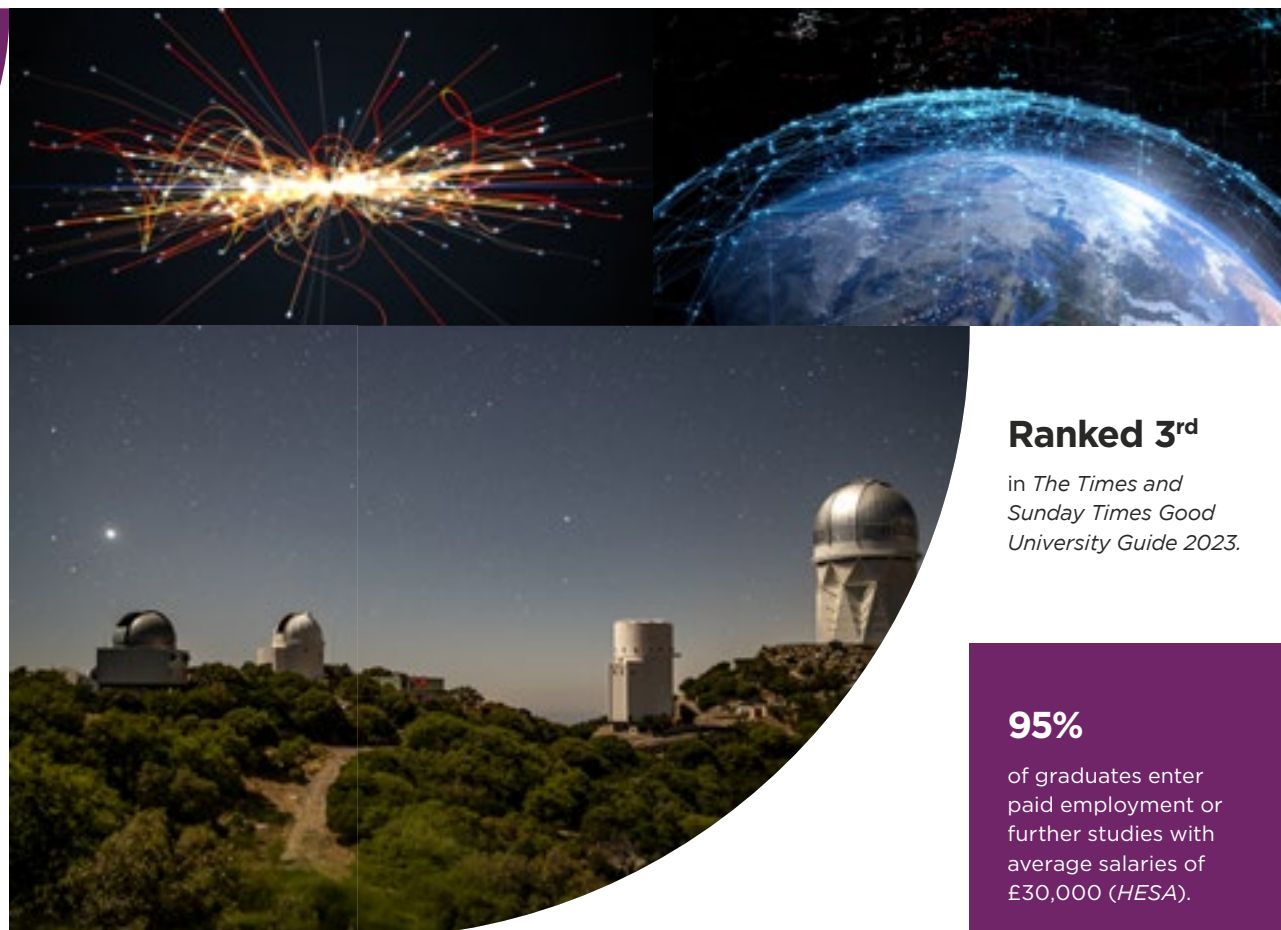 Ranked 3rd
in The Times and
Sunday Times Good
University Guide 2023.
95%
of graduates enter
paid employment or
further studies with
average salaries of
£30,000 (HESA).